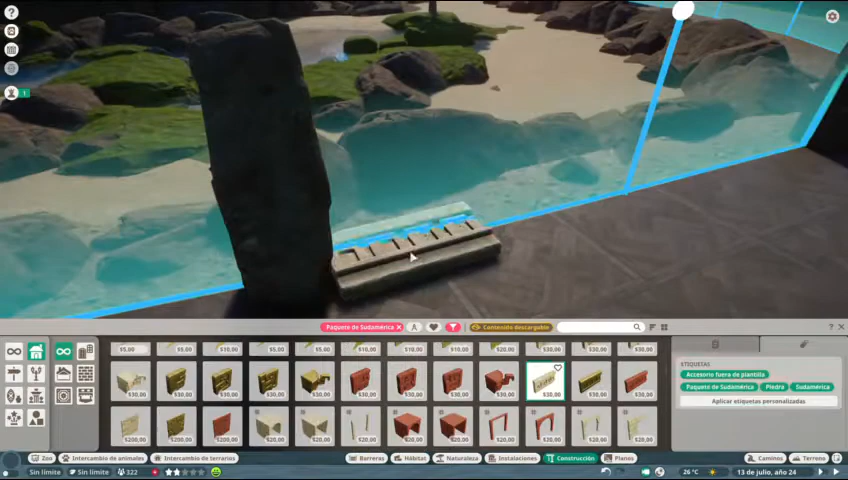 ?
1
Paquete de Sudamérica ×
Contenido descargable
? ×
$5,00 $5,00 $10,00 $5,00 $5,00 $10,00 $10,00 $10,00 $20,00 $30,00 $30,00 $30,00
$30,00 $30,00 $30,00 $30,00 $30,00 $30,00 $30,00 $30,00 $30,00 $30,00 $30,00 $30,00
$200,00 $200,00 $200,00 $20,00 $20,00 $20,00 $20,00 $20,00 $20,00 $20,00 $20,00 $20,00
ETIQUETAS
Accesorio fuera de plantilla
Paquete de Sudamérica Piedra Sudamérica
Aplicar etiquetas personalizadas
Zoo Intercambio de animales Intercambio de terrarios Barreras Hábitats Naturaleza Instalaciones Construcción Planos Caminos Terreno
Sin límite Sin límite 322 26 °C 13 de julio, año 24